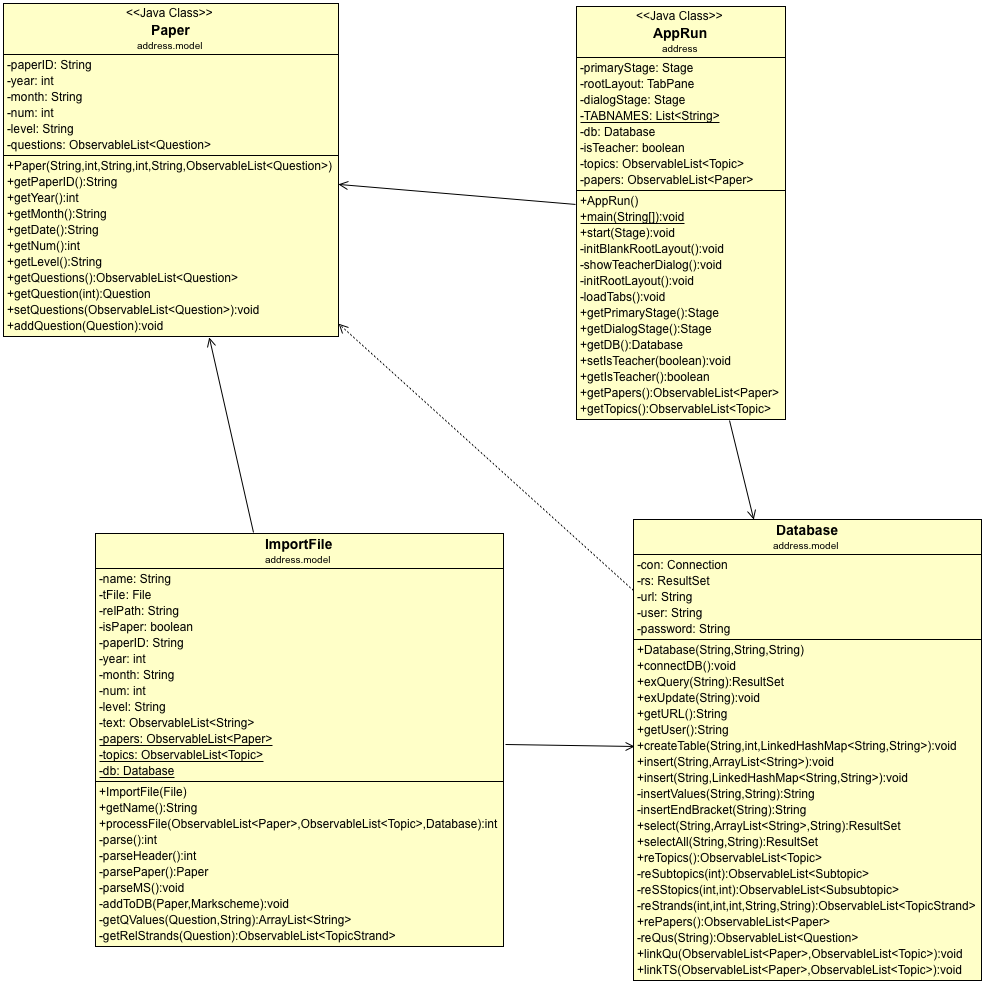 <<Java Class>>
Paper
address.model
-paperID: String
-year: int
-month: String
-num: int
-level: String
-questions: ObservableList<Question>
+Paper(String,int,String,int,String,ObservableList<Question>)
+getPaperID():String
+getYear():int
+getMonth():String
+getDate():String
+getNum():int
+getLevel():String
+getQuestions():ObservableList<Question>
+getQuestion(int):Question
+setQuestions(ObservableList<Question>):void
+addQuestion(Question):void
<<Java Class>>
AppRun
address
-primaryStage: Stage
-rootLayout: TabPane
-dialogStage: Stage
-TABNAMES: List<String>
-db: Database
-isTeacher: boolean
-topics: ObservableList<Topic>
-papers: ObservableList<Paper>
+AppRun()
+main(String[]):void
+start(Stage):void
-initBlankRootLayout():void
-showTeacherDialog():void
-initRootLayout():void
-loadTabs():void
+getPrimaryStage():Stage
+getDialogStage():Stage
+getDB():Database
+setIsTeacher(boolean):void
+getIsTeacher():boolean
+getPapers():ObservableList<Paper>
+getTopics():ObservableList<Topic>
ImportFile
address.model
-name: String
-tFile: File
-relPath: String
-isPaper: boolean
-paperID: String
-year: int
-month: String
-num: int
-level: String
-text: ObservableList<String>
-papers: ObservableList<Paper>
-topics: ObservableList<Topic>
-db: Database
+ImportFile(File)
+getName():String
+processFile(ObservableList<Paper>,ObservableList<Topic>,Database):int
-parse():int
-parseHeader():int
-parsePaper():Paper
-parseMS():void
-addToDB(Paper,Markscheme):void
-getQValues(Question,String):ArrayList<String>
-getRelStrands(Question):ObservableList<TopicStrand>
Database
address.model
-con: Connection
-rs: ResultSet
-url: String
-user: String
-password: String
+Database(String,String,String)
+connectDB():void
+exQuery(String):ResultSet
+exUpdate(String):void
+getURL():String
+getUser():String
+createTable(String,int,LinkedHashMap<String,String>):void
+insert(String,ArrayList<String>):void
+insert(String,LinkedHashMap<String,String>):void
-insertValues(String,String):String
-insertEndBracket(String):String
+select(String,ArrayList<String>,String):ResultSet
+selectAll(String,String):ResultSet
+reTopics():ObservableList<Topic>
-reSubtopics(int):ObservableList<Subtopic>
-reSStopics(int,int):ObservableList<Subsubtopic>
-reStrands(int,int,int,String,String):ObservableList<TopicStrand>
+rePapers():ObservableList<Paper>
-reQus(String):ObservableList<Question>
+linkQu(ObservableList<Paper>,ObservableList<Topic>):void
+linkTS(ObservableList<Paper>,ObservableList<Topic>):void